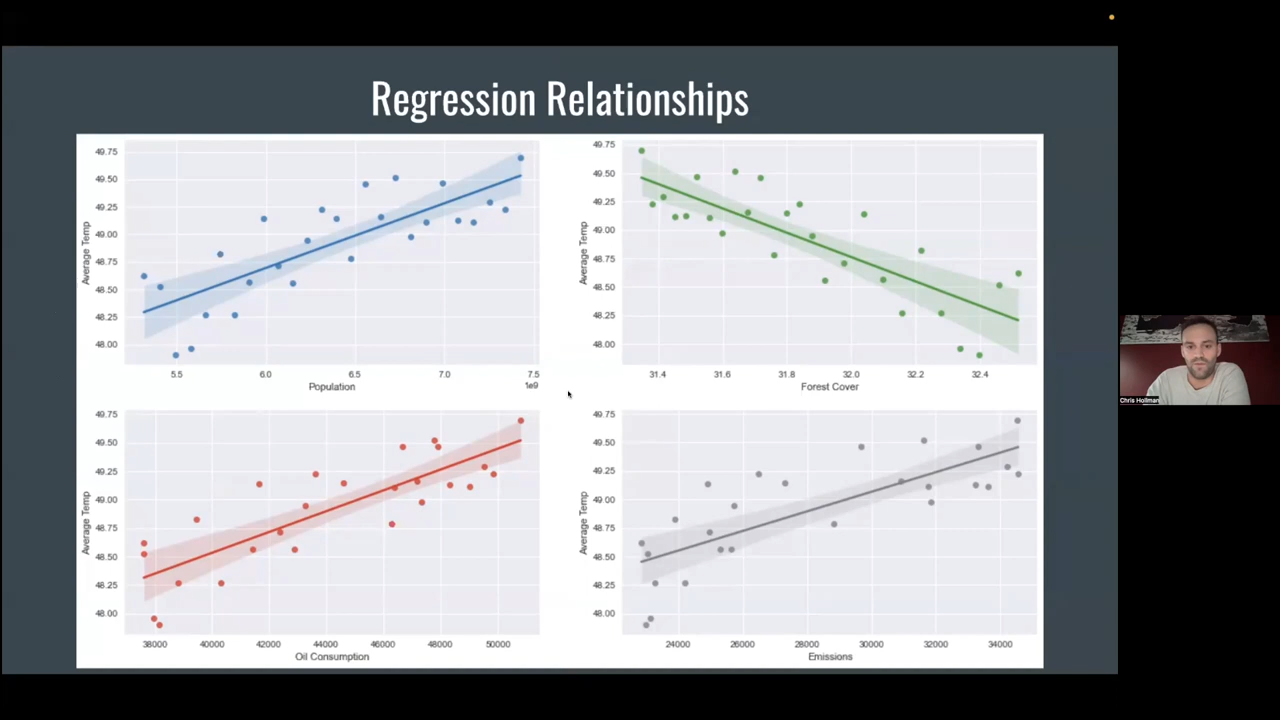 Regression Relationships
49.75
49.50
49.25
49.00
48.75
48.50
48.25
48.00
Average Temp
5.5 6.0 6.5 7.0 7.5
1e9
Population
49.75
49.50
49.25
49.00
48.75
48.50
48.25
48.00
Average Temp
31.4 31.6 31.8 32.0 32.2 32.4
Forest Cover
49.75
49.50
49.25
49.00
48.75
48.50
48.25
48.00
Average Temp
38000 40000 42000 44000 46000 48000 50000
Oil Consumption
49.75
49.50
49.25
49.00
48.75
48.50
48.25
48.00
Average Temp
24000 26000 28000 30000 32000 34000
Emissions
Chris Hollman